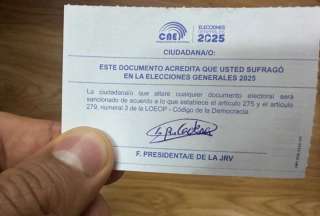 CNE
ELECCIONES
2025
CIUDADANA/O:
ESTE DOCUMENTO ACREDITA QUE USTED SUFRAGÓ
EN LA ELECCIONES GENERALES 2025
La ciudadana/o que altere cualquier documento electoral será
sancionado de acuerdo a lo que establece el artículo 275 y el artículo
279, numeral 3 de la LOEOP - Código de la Democracia.
F. PRESIDENTA/E DE LA JRV